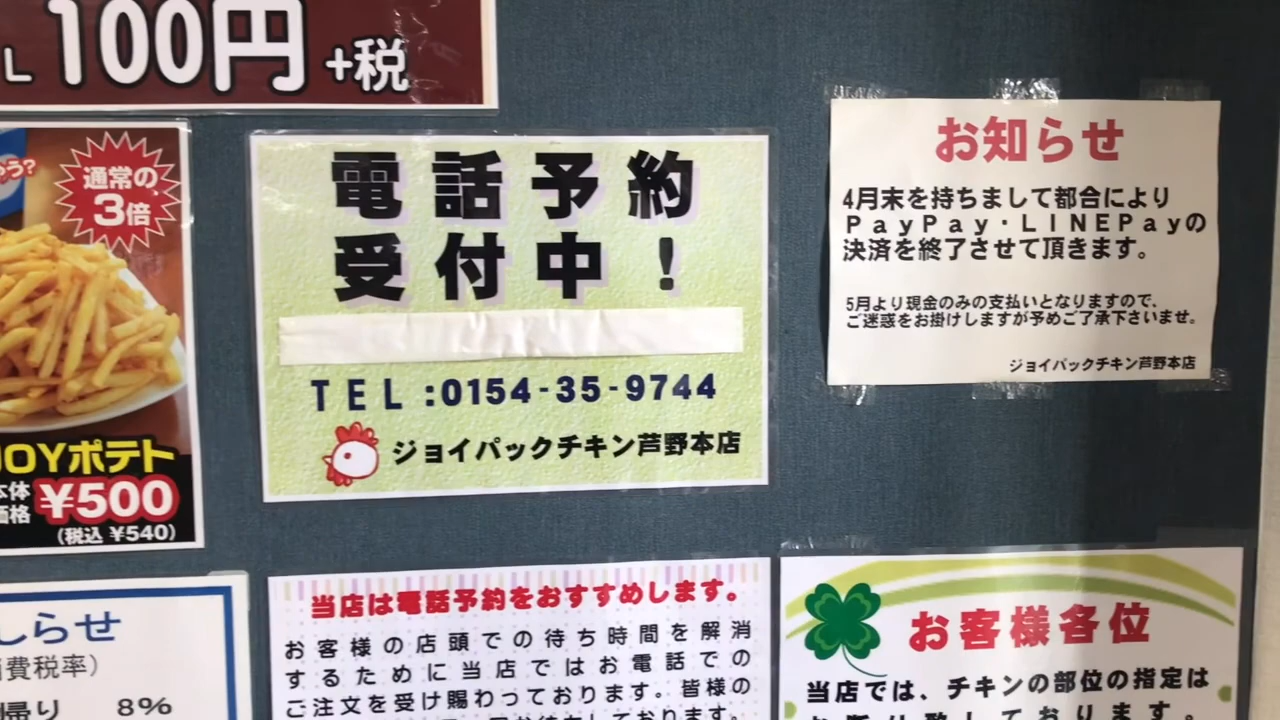 L 100円 +税
通常の
3倍
JOYポテト
本体
価格
¥500
(税込 ¥540)
電話予約
受付中！
TEL:0154-35-9744
ジョイパックチキン芦野本店
お知らせ
4月末を持ちまして都合により
PayPay・LINEPayの
決済を終了させて頂きます。
5月より現金のみの支払いとなりますので、
ご迷惑をお掛けしますが予めご了承下さいませ。
ジョイパックチキン芦野本店
しらせ
消費税率）
帰り 8%
当店は電話予約をおすすめします。
お客様の店頭での待ち時間を解消
するために当店ではお電話での
ご注文を受け賜わっております。皆様の
お客様各位
当店では、チキンの部位の指定は